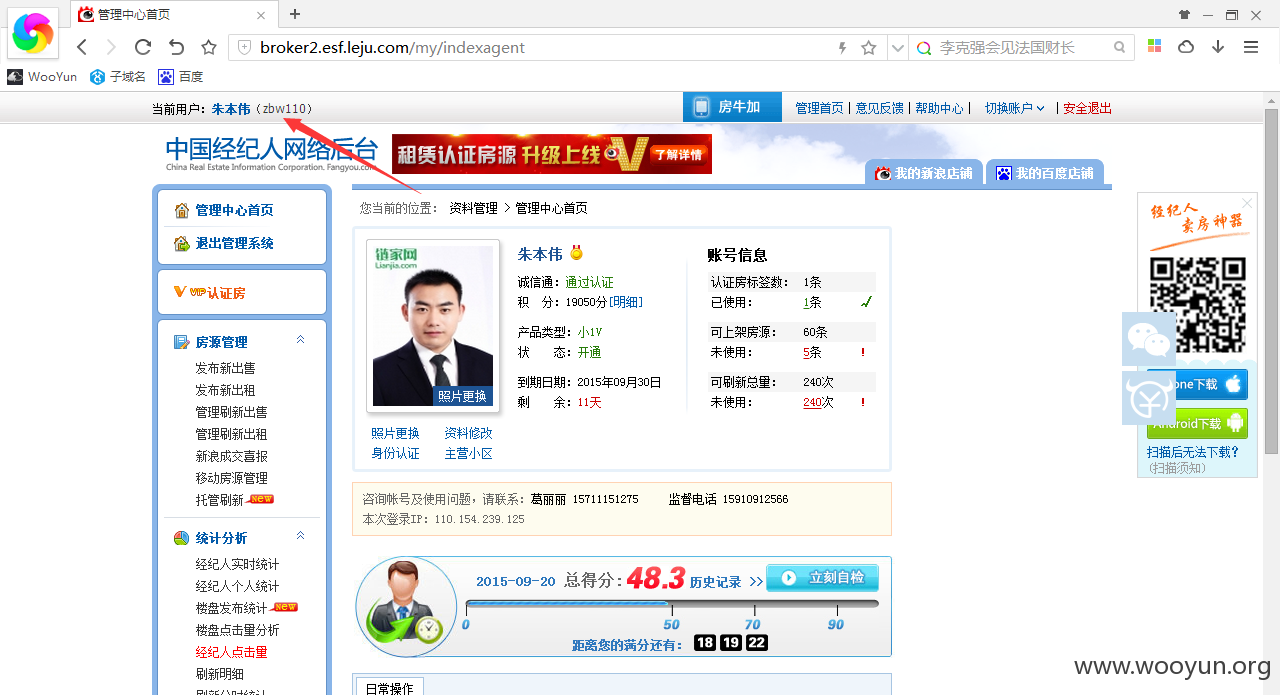 管理中心首页
broker2.esf.leju.com/my/indexagent
李克强会见法国财长
WooYun 子域名 百度
当前用户：朱本伟（zbw110）
房牛加
管理首页 | 意见反馈 | 帮助中心 | 切换账户 | 安全退出
中国经纪人网络后台
China Real Estate Information Corporation. Fangyou.com
租赁认证房源 升级上线 V 了解详情
我的新浪店铺
我的百度店铺
管理中心首页
退出管理系统
VIP认证房
房源管理
发布新出售
发布新出租
管理刷新出售
管理刷新出租
新浪成交喜报
移动房源管理
托管刷新 NEW
统计分析
经纪人实时统计
经纪人个人统计
楼盘发布统计 NEW
楼盘点击量分析
经纪人点击量
刷新明细
刷新分时统计
您当前的位置： 资料管理 > 管理中心首页
链家网
Lianjia.com
照片更换
照片更换 资料修改
身份认证 主营小区
朱本伟
诚信通：通过认证
积 分：19050分[明细]
产品类型：小1V
状 态：开通
到期日期：2015年09月30日
剩 余：11天
账号信息
认证房标签数： 1条
已使用： 1条
可上架房源： 60条
未使用： 5条 !
可刷新总量： 240次
未使用： 240次 !
咨询帐号及使用问题，请联系：葛丽丽 15711151275 监督电话 15910912566
本次登录IP：110.154.239.125
2015-09-20 总得分：48.3 历史记录 >> 立刻自检
0 50 70 90
距离您的满分还有： 18 19 22
日常操作
经纪人
卖房神器
one下载
Android下载
扫描后无法下载？
(扫描须知)
www.wooyun.org